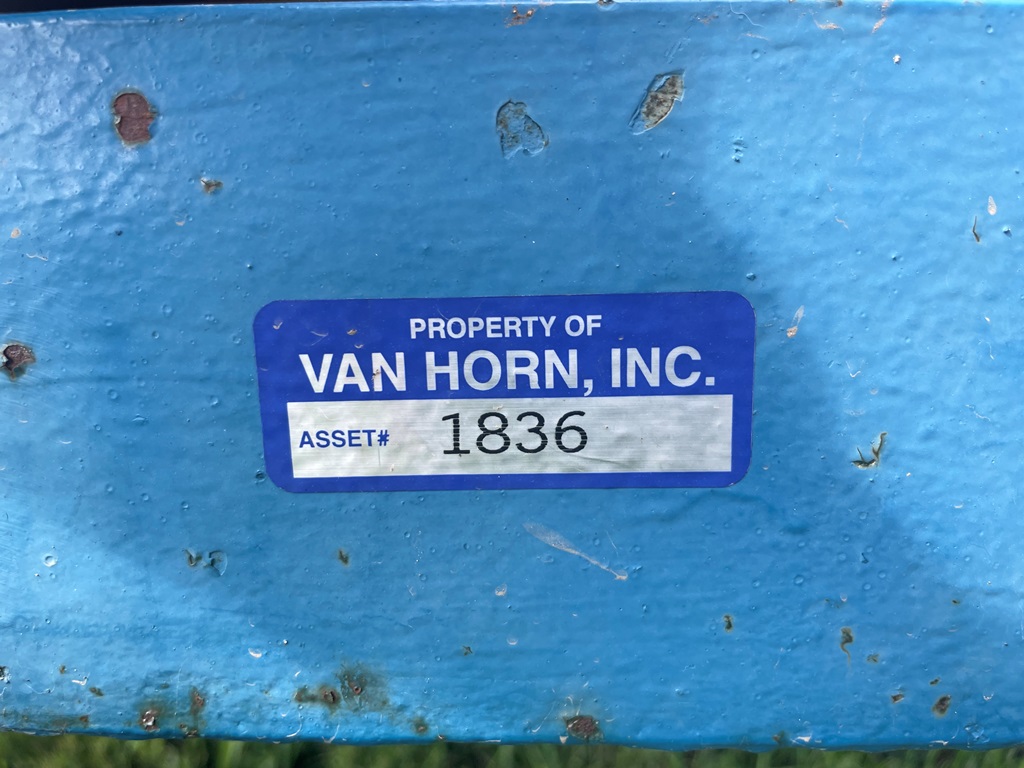 PROPERTY OF
VAN HORN, INC.
ASSET# 1836